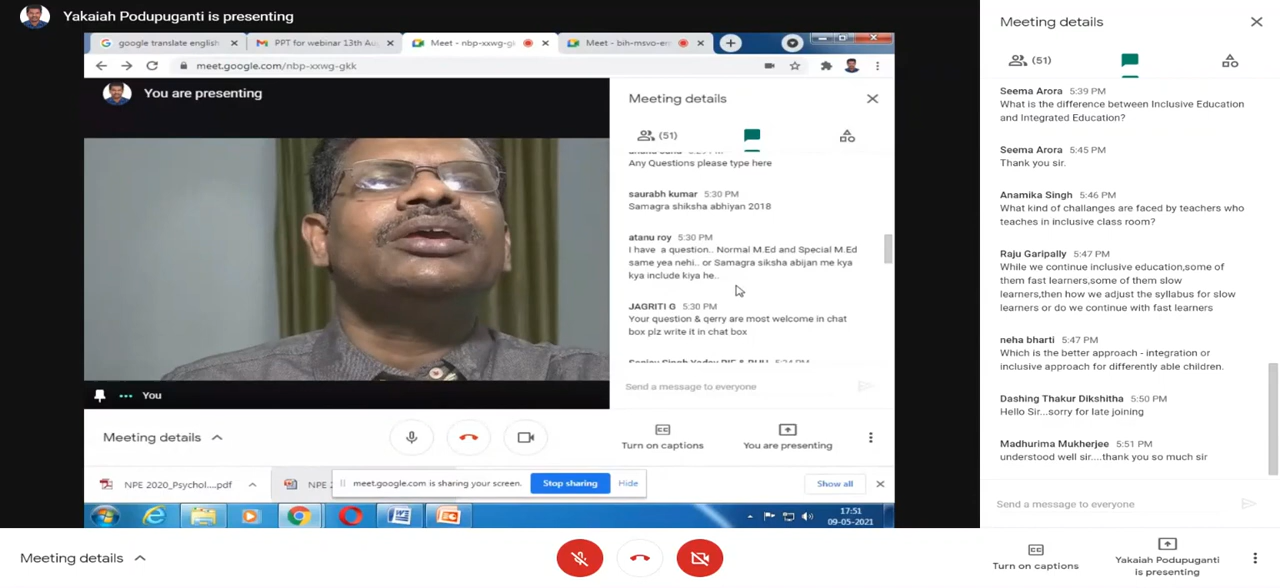 Yakaiah Podupuganti is presenting
google translate english
PPT for webinar 13th Au
Meet - nbp-xxwg-g
Meet - bih-msvo-e
meet.google.com/nbp-xxwg-gkk
You are presenting
Meeting details
(51)
Any Questions please type here
saurabh kumar 5:30 PM
Samagra shiksha abhiyan 2018
atanu roy 5:30 PM
I have a question.. Normal M.Ed and Special M.Ed
same yea nehi.. or Samagra siksha abijan me kya
kya include kiya he..
JAGRITI G 5:30 PM
Your question & qerry are most welcome in chat
box plz write it in chat box
Send a message to everyone
You
Meeting details
Turn on captions
You are presenting
NPE 2020_Psychol....pdf
NPE
meet.google.com is sharing your screen.
Stop sharing
Hide
Show all
17:51
09-05-2021
Meeting details
(51)
Seema Arora 5:39 PM
What is the difference between Inclusive Education
and Integrated Education?
Seema Arora 5:45 PM
Thank you sir.
Anamika Singh 5:46 PM
What kind of challanges are faced by teachers who
teaches in inclusive class room?
Raju Garipally 5:47 PM
While we continue inclusive education,some of
them fast learners,some of them slow
learners,then how we adjust the syllabus for slow
learners or do we continue with fast learners
neha bharti 5:47 PM
Which is the better approach - integration or
inclusive approach for differently able children.
Dashing Thakur Dikshitha 5:50 PM
Hello Sir...sorry for late joining
Madhurima Mukherjee 5:51 PM
understood well sir....thank you so much sir
Send a message to everyone
Meeting details
Turn on captions
Yakaiah Podupuganti
is presenting